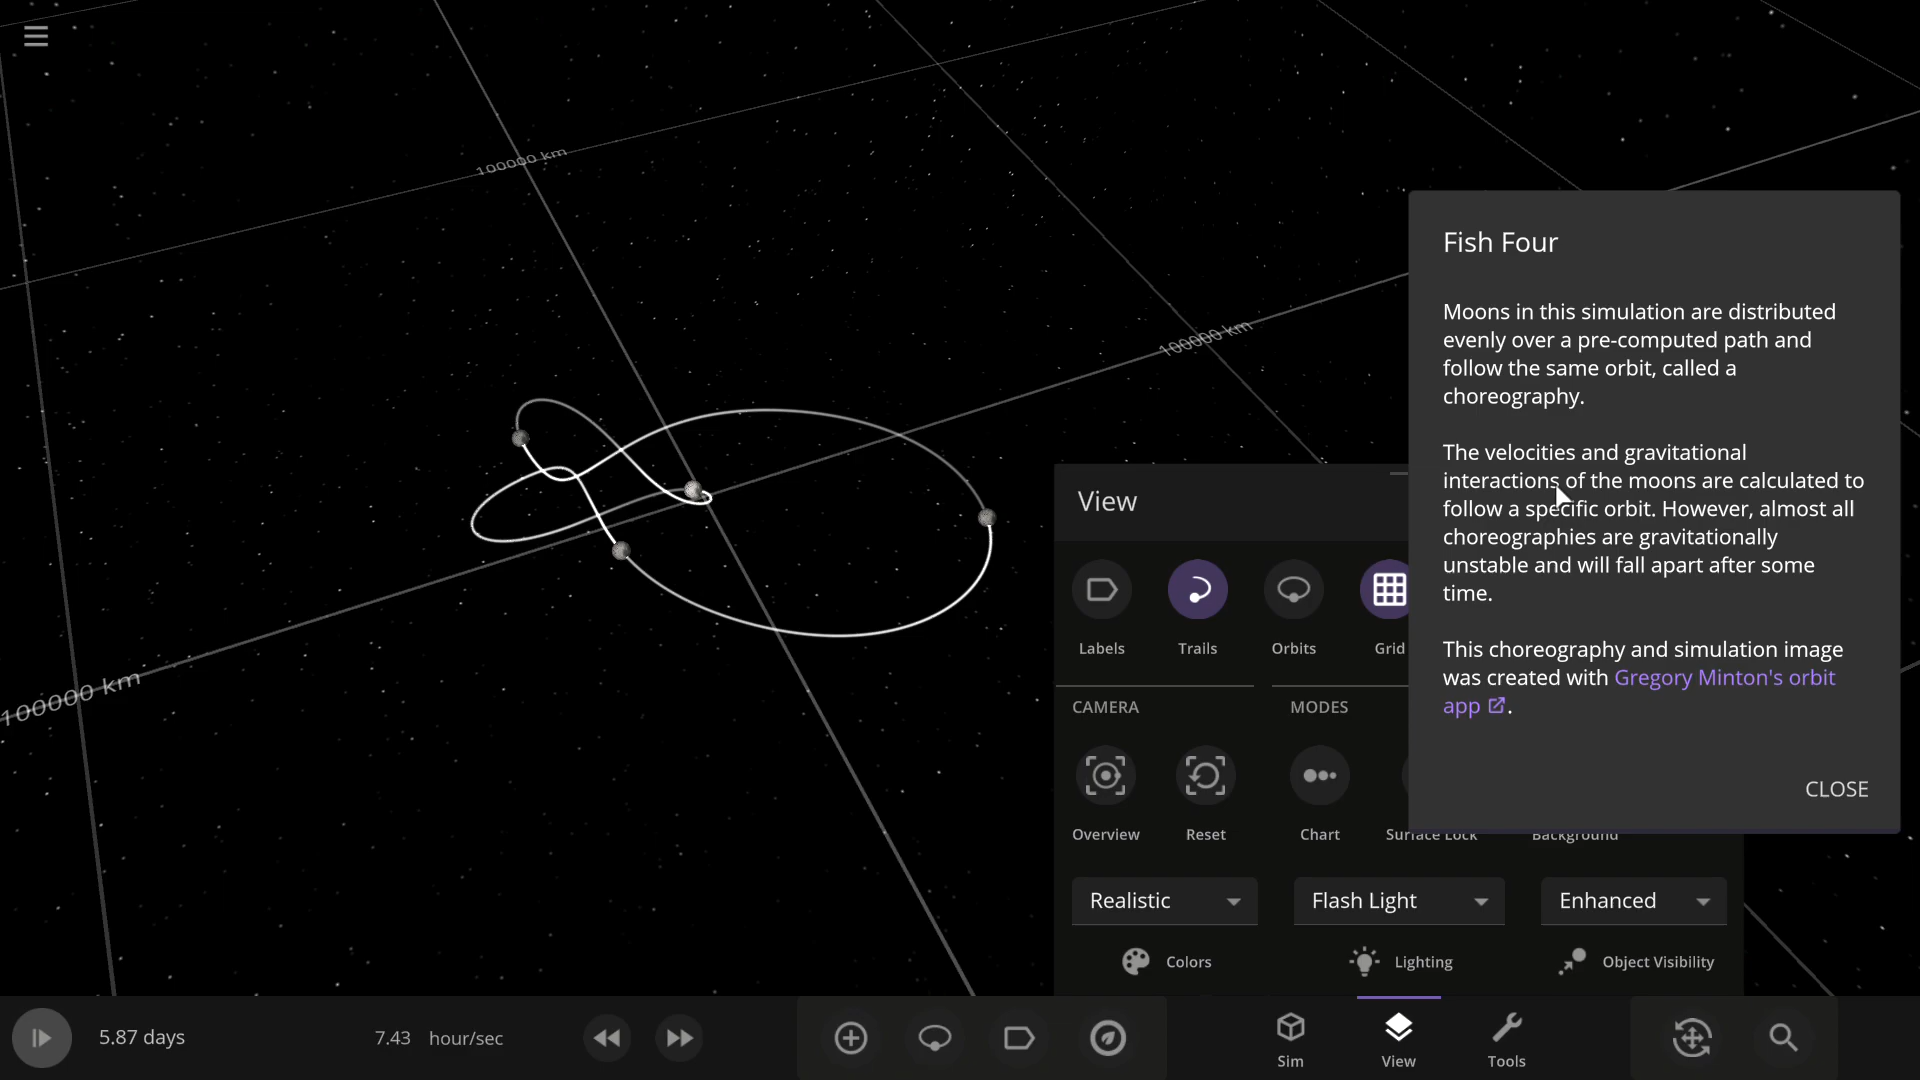 100000 km
100000 km
100000 km
Fish Four
Moons in this simulation are distributed
evenly over a pre-computed path and
follow the same orbit, called a
choreography.
The velocities and gravitational
interactions of the moons are calculated to
follow a specific orbit. However, almost all
choreographies are gravitationally
unstable and will fall apart after some
time.
This choreography and simulation image
was created with Gregory Minton's orbit
app.
CLOSE
View
Labels Trails Orbits Grid
CAMERA MODES
Overview Reset Chart Surface Lock Background
Realistic Flash Light Enhanced
Colors Lighting Object Visibility
5.87 days 7.43 hour/sec Sim View Tools